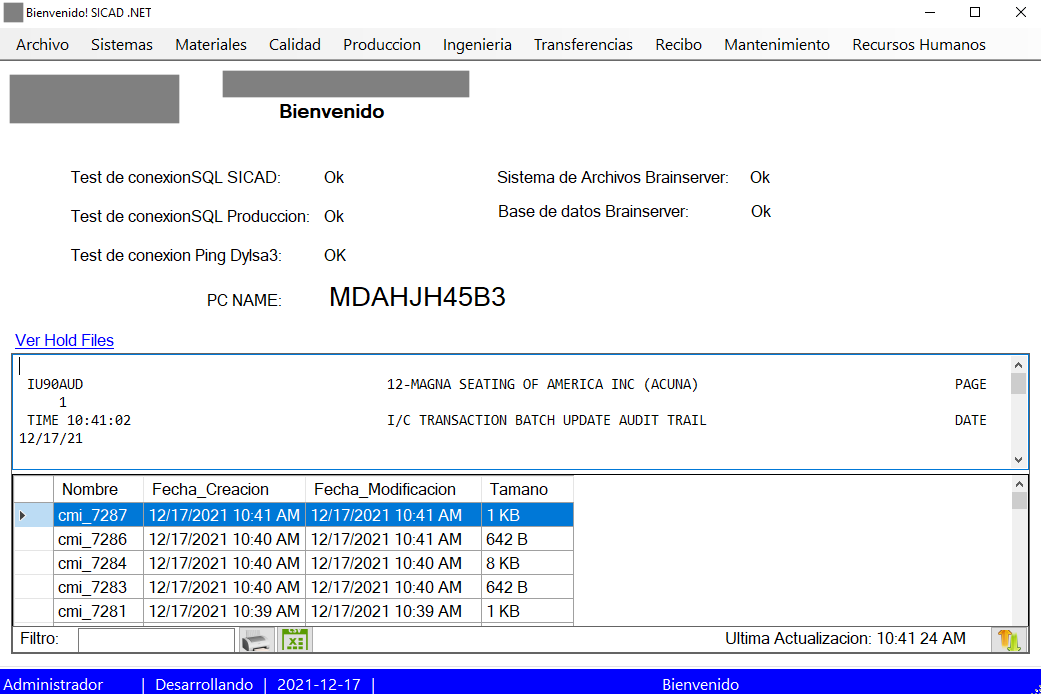 Bienvenido! SICAD .NET
Archivo Sistemas Materiales Calidad Produccion Ingenieria Transferencias Recibo Mantenimiento Recursos Humanos
Bienvenido
Test de conexionSQL SICAD: Ok Sistema de Archivos Brainserver: Ok
Test de conexionSQL Produccion: Ok Base de datos Brainserver: Ok
Test de conexion Ping Dylsa3: OK
PC NAME: MDAHJH45B3
Ver Hold Files
IU90AUD 12-MAGNA SEATING OF AMERICA INC (ACUNA) PAGE
1
TIME 10:41:02 I/C TRANSACTION BATCH UPDATE AUDIT TRAIL DATE
12/17/21
Nombre Fecha_Creacion Fecha_Modificacion Tamano
cmi_7287 12/17/2021 10:41 AM 12/17/2021 10:41 AM 1 KB
cmi_7286 12/17/2021 10:40 AM 12/17/2021 10:41 AM 642 B
cmi_7284 12/17/2021 10:40 AM 12/17/2021 10:40 AM 8 KB
cmi_7283 12/17/2021 10:40 AM 12/17/2021 10:40 AM 642 B
cmi_7281 12/17/2021 10:39 AM 12/17/2021 10:39 AM 1 KB
Filtro: CSV Ultima Actualizacion: 10:41 24 AM
Administrador | Desarrollando | 2021-12-17 | Bienvenido